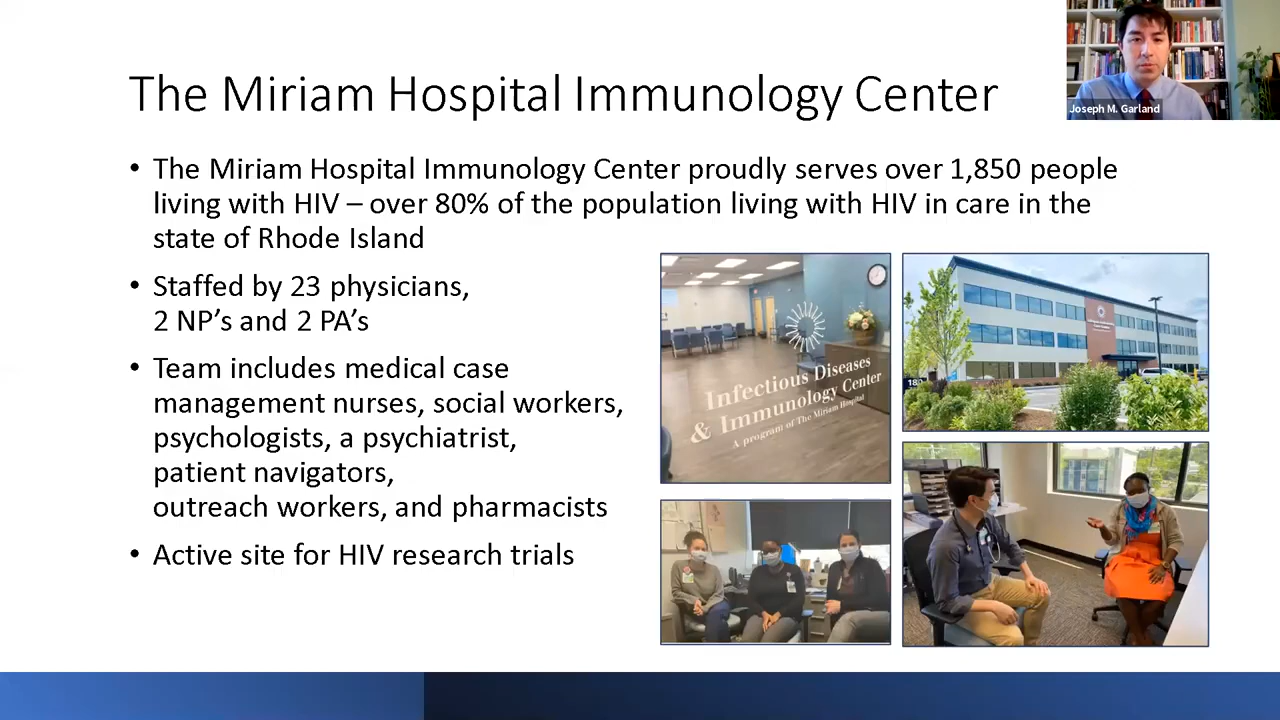 The Miriam Hospital Immunology Center
Joseph M. Garland
• The Miriam Hospital Immunology Center proudly serves over 1,850 people
living with HIV – over 80% of the population living with HIV in care in the
state of Rhode Island
• Staffed by 23 physicians,
2 NP’s and 2 PA’s
• Team includes medical case
management nurses, social workers,
psychologists, a psychiatrist,
patient navigators,
outreach workers, and pharmacists
• Active site for HIV research trials
Infectious Diseases
& Immunology Center
A program of The Miriam Hospital
180